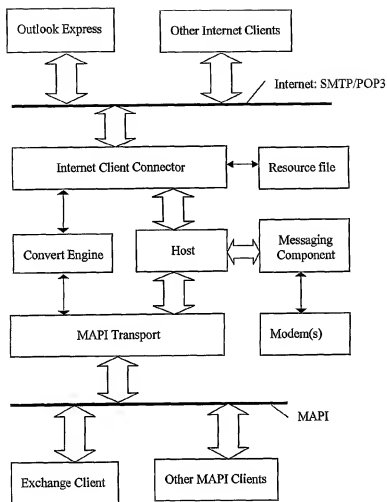 Outlook Express
Other Internet Clients
Internet: SMTP/POP3
Internet Client Connector
Resource file
Convert Engine
Host
Messaging
Component
MAPI Transport
Modem(s)
MAPI
Exchange Client
Other MAPI Clients